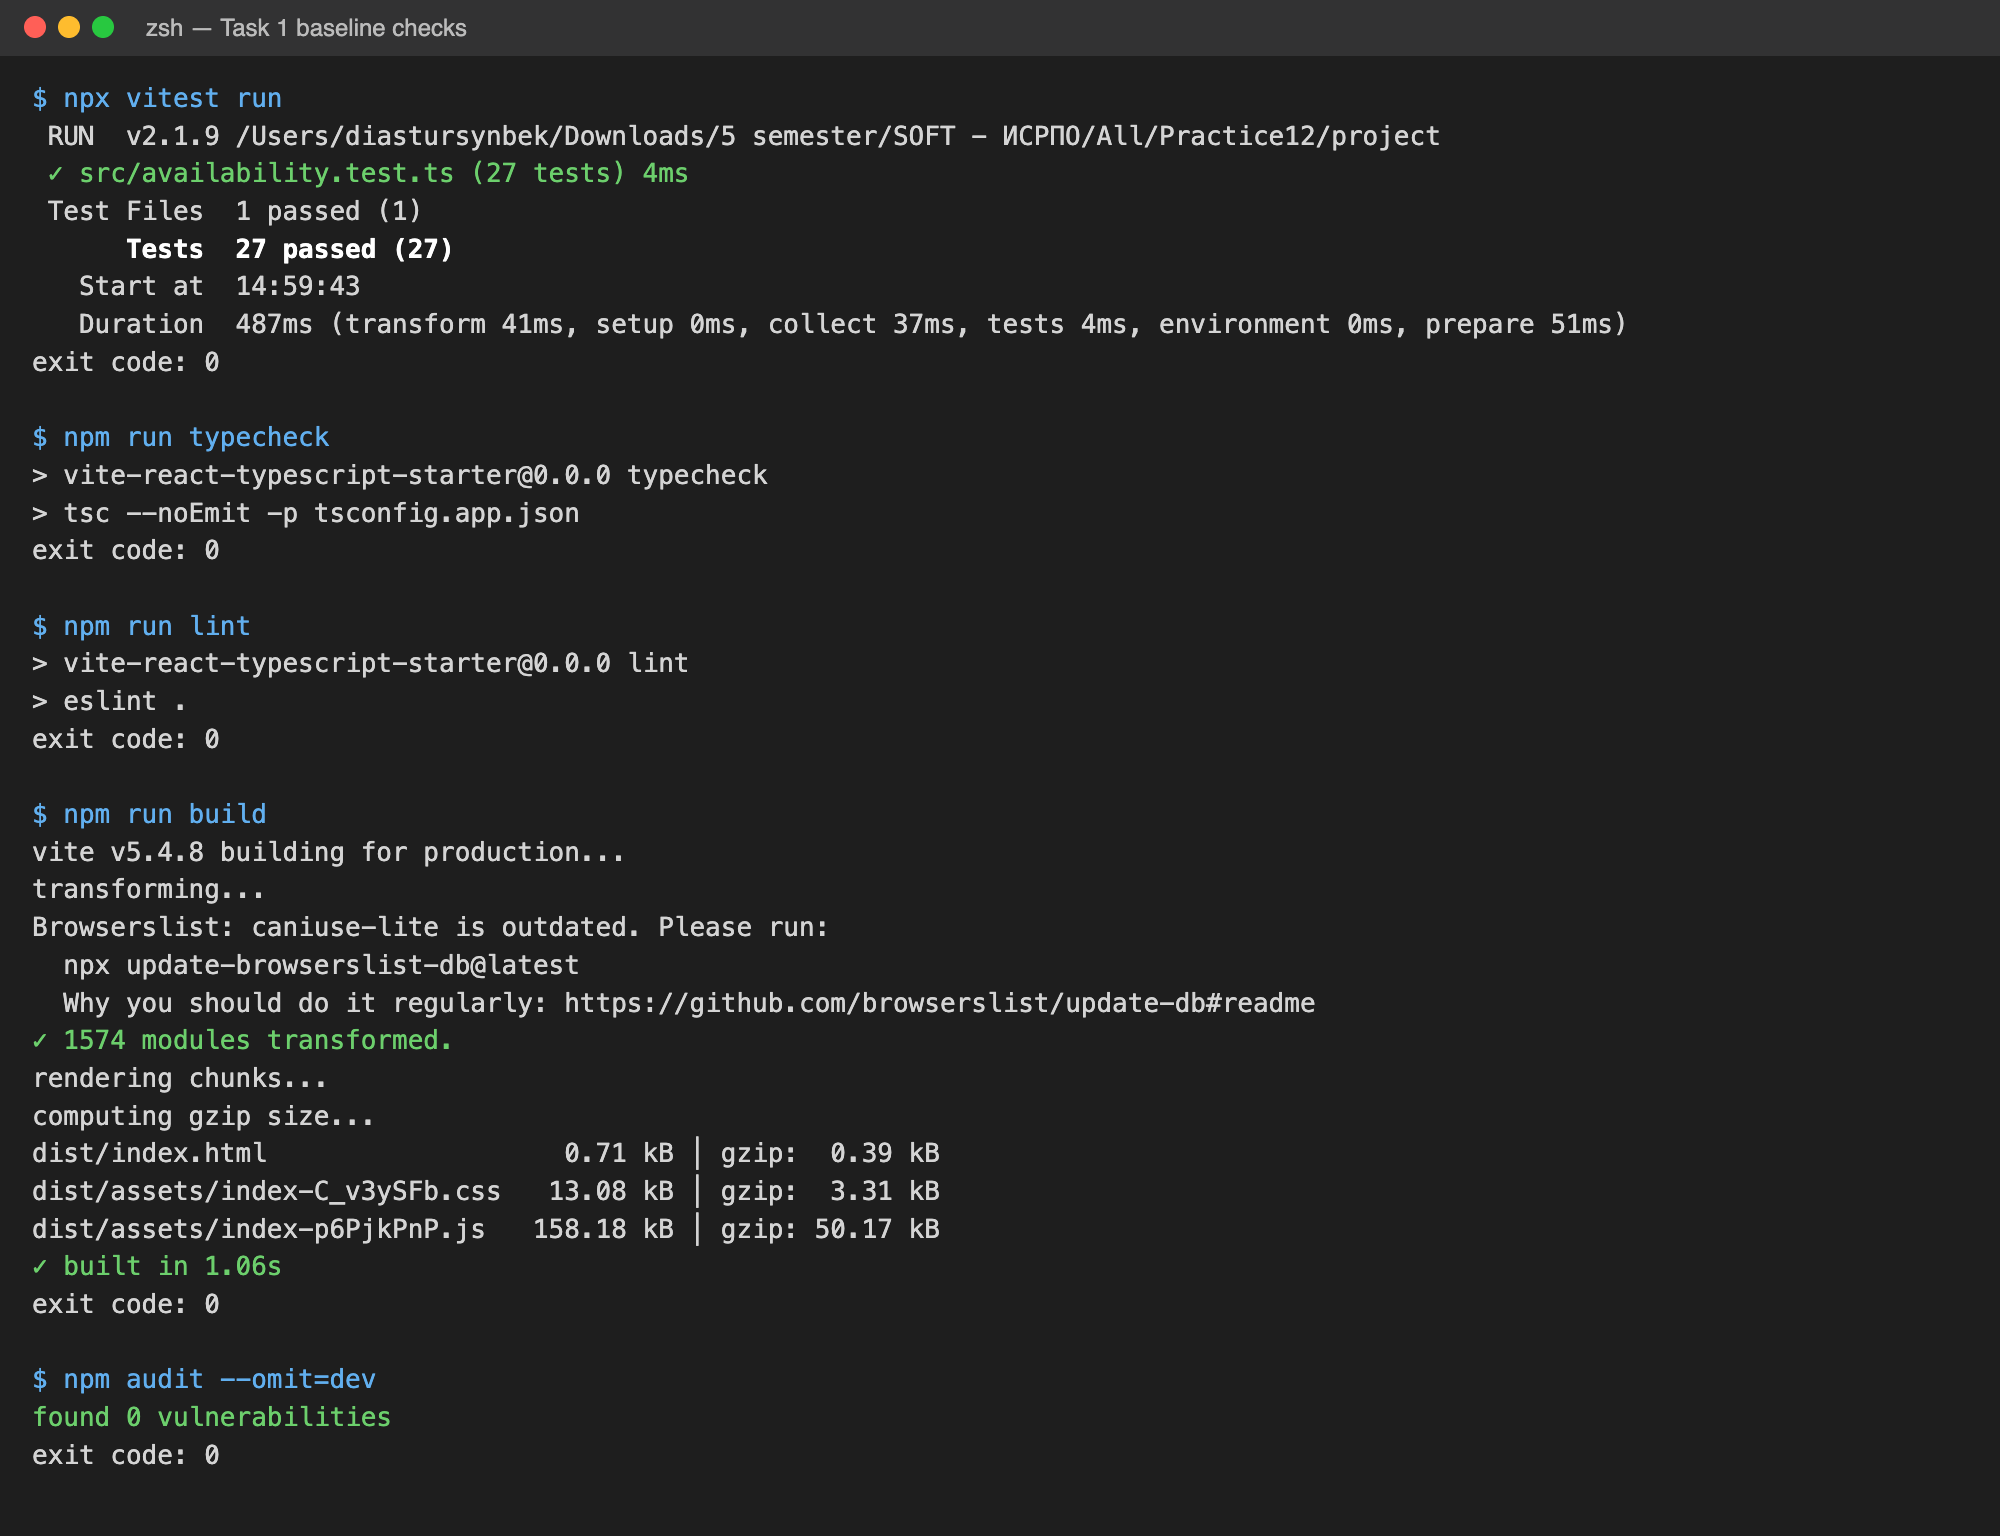 zsh — Task 1 baseline checks
$ npx vitest run
RUN  v2.1.9 /Users/diastursynbek/Downloads/5 semester/SOFT - ИСРПО/All/Practice12/project
✓ src/availability.test.ts (27 tests) 4ms
Test Files  1 passed (1)
Tests  27 passed (27)
Start at  14:59:43
Duration  487ms (transform 41ms, setup 0ms, collect 37ms, tests 4ms, environment 0ms, prepare 51ms)
exit code: 0
$ npm run typecheck
> vite-react-typescript-starter@0.0.0 typecheck
> tsc --noEmit -p tsconfig.app.json
exit code: 0
$ npm run lint
> vite-react-typescript-starter@0.0.0 lint
> eslint .
exit code: 0
$ npm run build
vite v5.4.8 building for production...
transforming...
Browserslist: caniuse-lite is outdated. Please run:
npx update-browserslist-db@latest
Why you should do it regularly: https://github.com/browserslist/update-db#readme
✓ 1574 modules transformed.
rendering chunks...
computing gzip size...
dist/index.html                   0.71 kB │ gzip:  0.39 kB
dist/assets/index-C_v3ySFb.css   13.08 kB │ gzip:  3.31 kB
dist/assets/index-p6PjkPnP.js   158.18 kB │ gzip: 50.17 kB
✓ built in 1.06s
exit code: 0
$ npm audit --omit=dev
found 0 vulnerabilities
exit code: 0